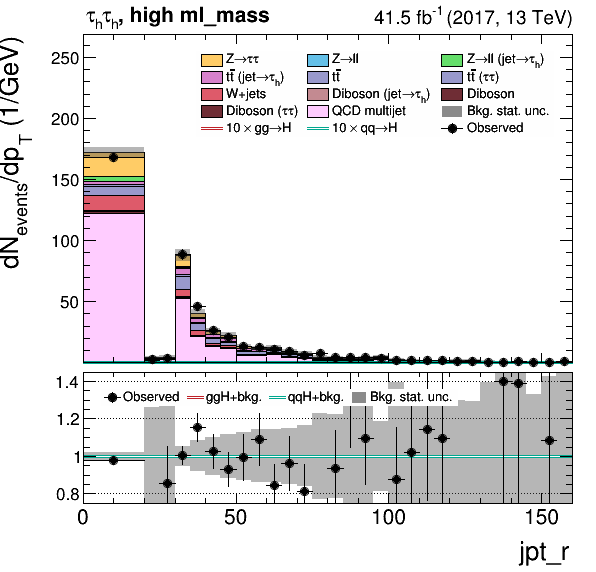 τhτh, high ml_mass 41.5 fb-1 (2017, 13 TeV)
dNevents/dpT (1/GeV)
250
200
150
100
50
Z→ττ Z→ll Z→ll (jet→τh)
tt̄ (jet→τh) tt̄ tt̄ (ττ)
W+jets Diboson (jet→τh) Diboson
Diboson (ττ) QCD multijet Bkg. stat. unc.
10 × gg→H 10 × qq→H Observed
1.4
1.2
1
0.8
Observed ggH+bkg. qqH+bkg. Bkg. stat. unc.
0 50 100 150
jpt_r